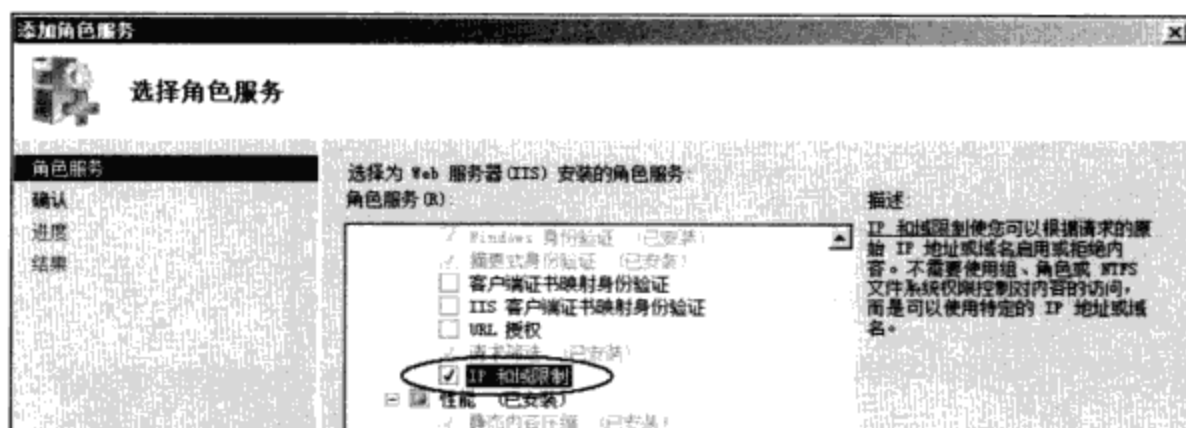 添加角色服务
选择角色服务
角色服务
确认
进度
结果
选择为 Web 服务器(IIS) 安装的角色服务:
角色服务(R):
Windows 身份验证 (已安装)
摘要式身份验证 (已安装)
客户端证书映射身份验证
IIS 客户端证书映射身份验证
URL 授权
请求筛选 (已安装)
IP 和域限制
性能 (已安装)
静态内容压缩 (已安装)
描述
IP 和域限制使您可以根据请求的原
始 IP 地址或域名启用或拒绝内
容。不需要使用组、角色或 NTFS
文件系统权限控制对内容的访问，
而是可以使用特定的 IP 地址或域
名。